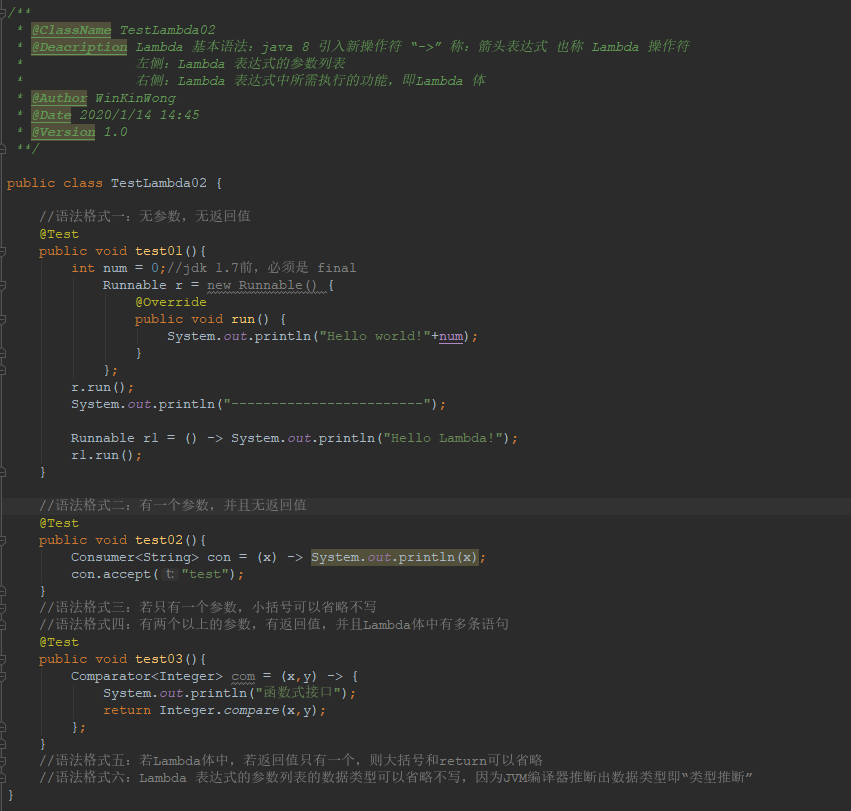 /**
 * @ClassName TestLambda02
 * @Deacription Lambda 基本语法：java 8 引入新操作符 “->” 称：箭头表达式 也称 Lambda 操作符
 *              左侧：Lambda 表达式的参数列表
 *              右侧：Lambda 表达式中所需执行的功能，即Lambda 体
 * @Author WinKinWong
 * @Date 2020/1/14 14:45
 * @Version 1.0
 **/
public class TestLambda02 {
    //语法格式一：无参数，无返回值
    @Test
    public void test01(){
        int num = 0;//jdk 1.7前，必须是 final
            Runnable r = new Runnable() {
                @Override
                public void run() {
                    System.out.println("Hello world!"+num);
                }
            };
        r.run();
        System.out.println("------------------------");
        Runnable r1 = () -> System.out.println("Hello Lambda!");
        r1.run();
    }
    //语法格式二：有一个参数，并且无返回值
    @Test
    public void test02(){
        Consumer<String> con = (x) -> System.out.println(x);
        con.accept( t: "test");
    }
    //语法格式三：若只有一个参数，小括号可以省略不写
    //语法格式四：有两个以上的参数，有返回值，并且Lambda体中有多条语句
    @Test
    public void test03(){
        Comparator<Integer> com = (x,y) -> {
            System.out.println("函数式接口");
            return Integer.compare(x,y);
        };
    }
    //语法格式五：若Lambda体中，若返回值只有一个，则大括号和return可以省略
    //语法格式六：Lambda 表达式的参数列表的数据类型可以省略不写，因为JVM编译器推断出数据类型即“类型推断”
}